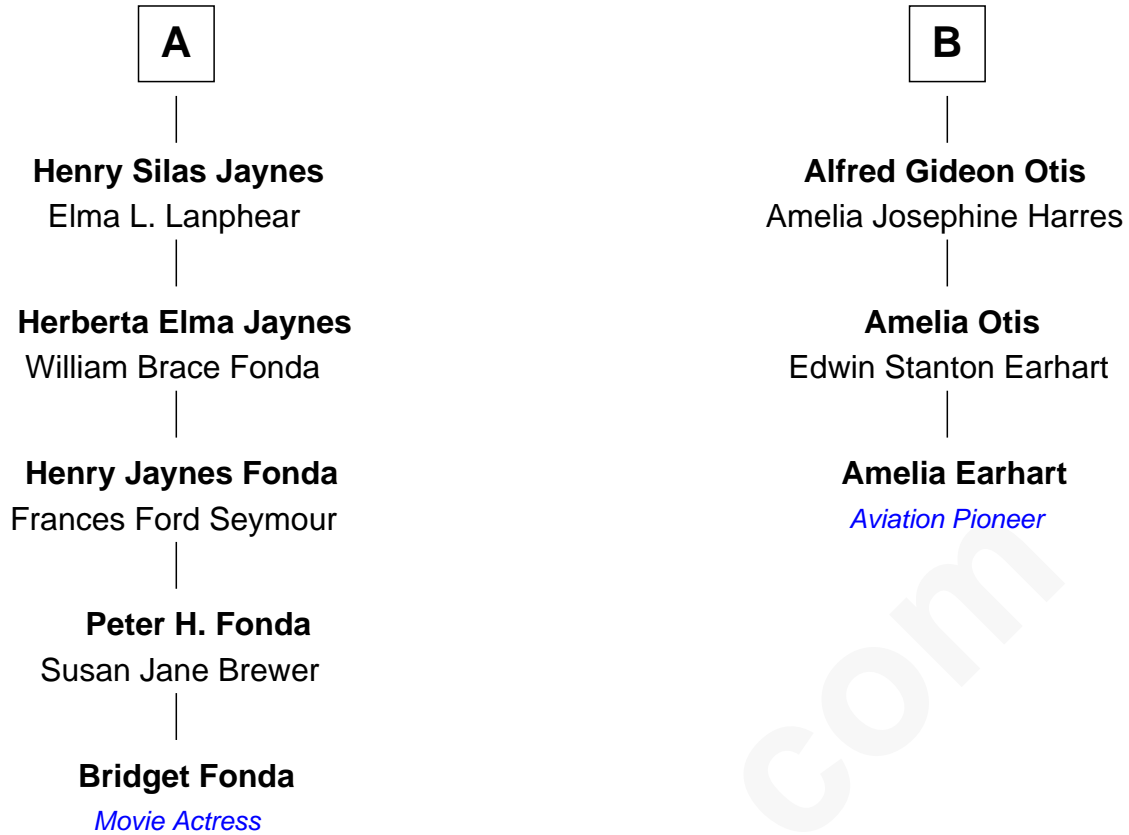 A
Henry Silas Jaynes
Elma L. Lanphear
Herberta Elma Jaynes
William Brace Fonda
Henry Jaynes Fonda
Frances Ford Seymour
Peter H. Fonda
Susan Jane Brewer
Bridget Fonda
Movie Actress
B
Alfred Gideon Otis
Amelia Josephine Harres
Amelia Otis
Edwin Stanton Earhart
Amelia Earhart
Aviation Pioneer
com